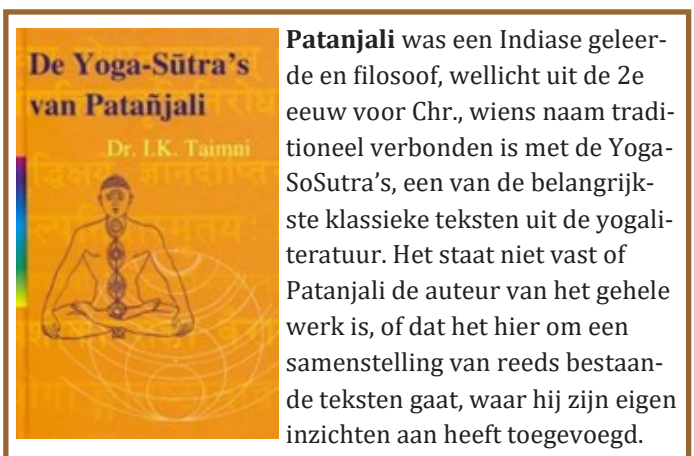 De Yoga-Sūtra's
van Patañjali
Dr. I.K. Taimni
Patanjali was een Indiase geleer-
de en filosoof, wellicht uit de 2e
eeuw voor Chr., wiens naam tradi-
tioneel verbonden is met de Yoga-
SoSutra's, een van de belangrijk-
ste klassieke teksten uit de yogali-
teratuur. Het staat niet vast of
Patanjali de auteur van het gehele
werk is, of dat het hier om een
samenstelling van reeds bestaan-
de teksten gaat, waar hij zijn eigen
inzichten aan heeft toegevoegd.